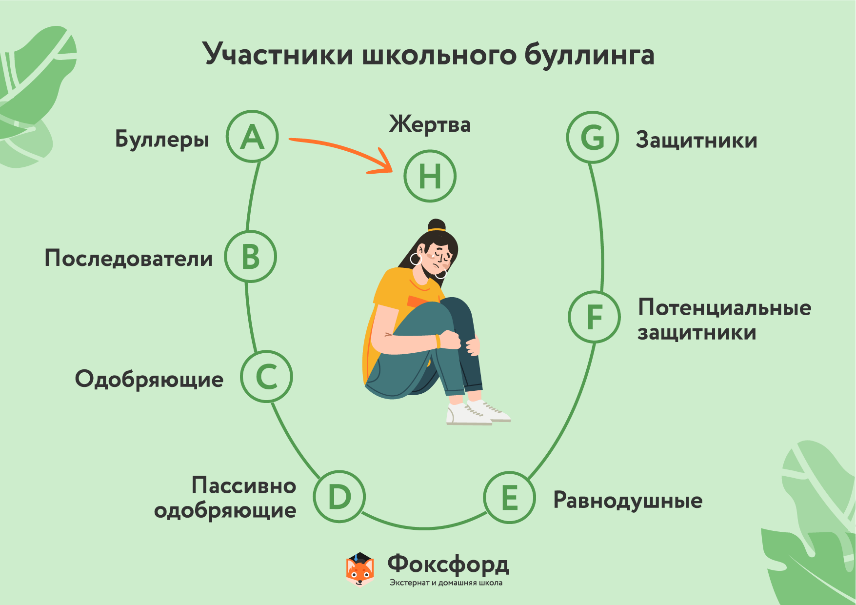 Участники школьного буллинга
Буллеры
A
Жертва
H
G
Защитники
Последователи
B
F
Потенциальные
защитники
Одобряющие
C
Пассивно
одобряющие
D
E
Равнодушные
Фоксфорд
Экстернат и домашняя школа